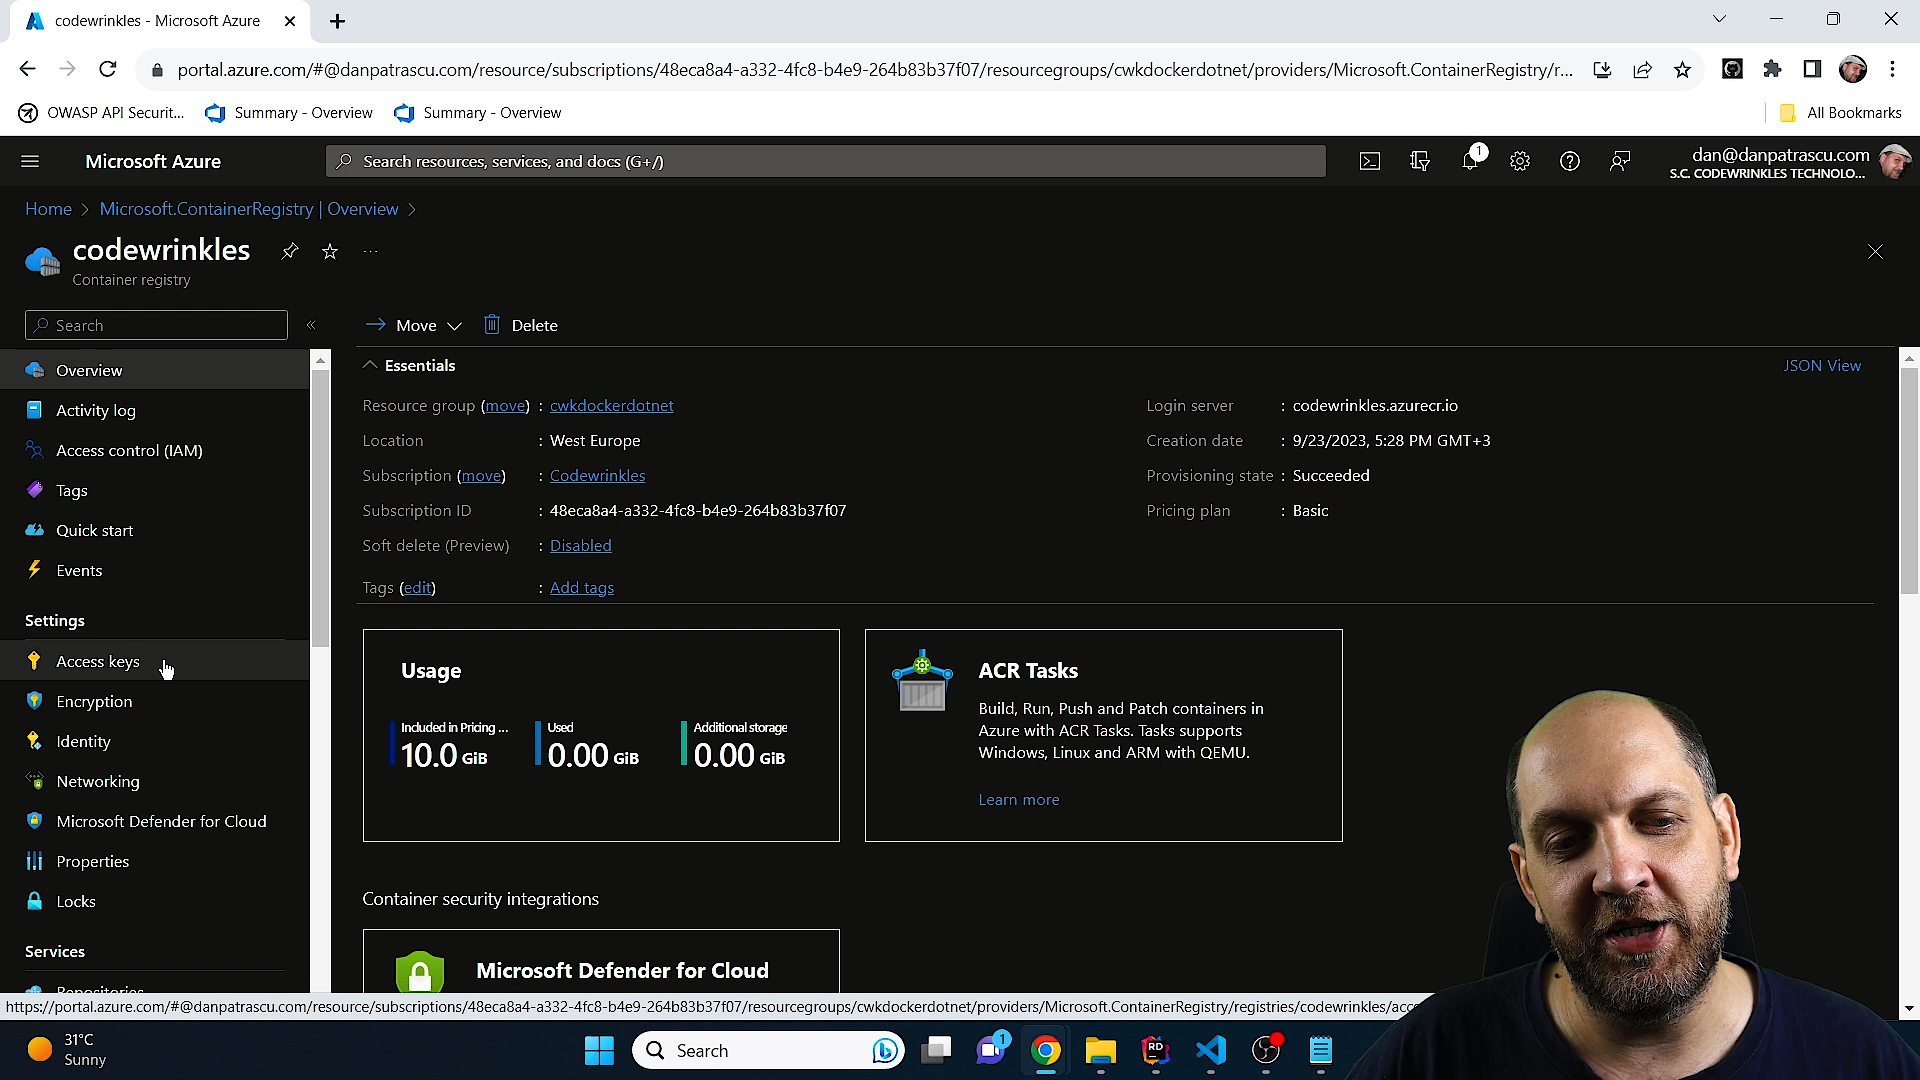 codewrinkles - Microsoft Azure
portal.azure.com/#@danpatrascu.com/resource/subscriptions/48eca8a4-a332-4fc8-b4e9-264b83b37f07/resourcegroups/cwkdockerdotnet/providers/Microsoft.ContainerRegistry/r...
OWASP API Securit...
Summary - Overview
Summary - Overview
All Bookmarks
Microsoft Azure
Search resources, services, and docs (G+/)
1
dan@danpatrascu.com
S.C. CODEWRINKLES TECHNOLO...
Home > Microsoft.ContainerRegistry | Overview >
codewrinkles
Container registry
Search
«
Move
Delete
Overview
Activity log
Access control (IAM)
Tags
Quick start
Events
Settings
Access keys
Encryption
Identity
Networking
Microsoft Defender for Cloud
Properties
Locks
Services
Repositories
Essentials
JSON View
Resource group (move) : cwkdockerdotnet
Location : West Europe
Subscription (move) : Codewrinkles
Subscription ID : 48eca8a4-a332-4fc8-b4e9-264b83b37f07
Soft delete (Preview) : Disabled
Tags (edit) : Add tags
Login server : codewrinkles.azurecr.io
Creation date : 9/23/2023, 5:28 PM GMT+3
Provisioning state : Succeeded
Pricing plan : Basic
Usage
Included in Pricing ...
10.0 GiB
Used
0.00 GiB
Additional storage
0.00 GiB
ACR Tasks
Build, Run, Push and Patch containers in
Azure with ACR Tasks. Tasks supports
Windows, Linux and ARM with QEMU.
Learn more
Container security integrations
Microsoft Defender for Cloud
https://portal.azure.com/#@danpatrascu.com/resource/subscriptions/48eca8a4-a332-4fc8-b4e9-264b83b37f07/resourcegroups/cwkdockerdotnet/providers/Microsoft.ContainerRegistry/registries/codewrinkles/acc
31°C
Sunny
Search
1
RD